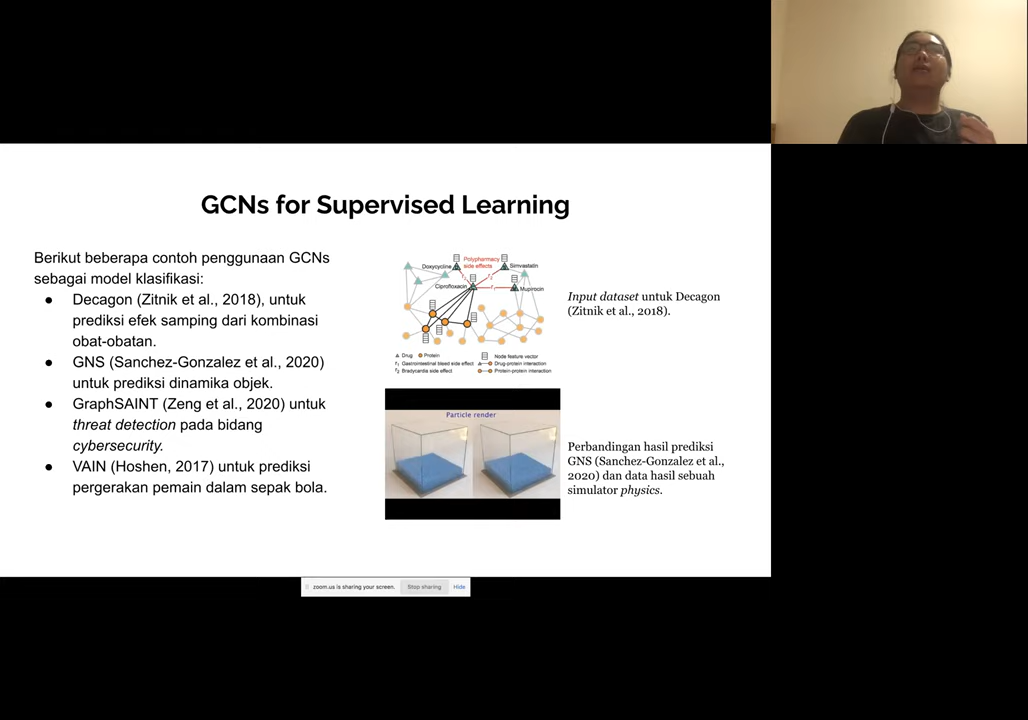 GCNs for Supervised Learning
Berikut beberapa contoh penggunaan GCNs
sebagai model klasifikasi:
● Decagon (Zitnik et al., 2018), untuk
prediksi efek samping dari kombinasi
obat-obatan.
● GNS (Sanchez-Gonzalez et al., 2020)
untuk prediksi dinamika objek.
● GraphSAINT (Zeng et al., 2020) untuk
threat detection pada bidang
cybersecurity.
● VAIN (Hoshen, 2017) untuk prediksi
pergerakan pemain dalam sepak bola.
Polypharmacy
side effects
Doxycycline
Simvastatin
Ciprofloxacin
Mupirocin
Drug
Protein
Node feature vector
r1 Gastrointestinal bleed side effect
Drug-protein interaction
r2 Bradycardia side effect
Protein-protein interaction
Input dataset untuk Decagon
(Zitnik et al., 2018).
Particle render
Perbandingan hasil prediksi
GNS (Sanchez-Gonzalez et al.,
2020) dan data hasil sebuah
simulator physics.
zoom.us is sharing your screen.
Stop sharing
Hide